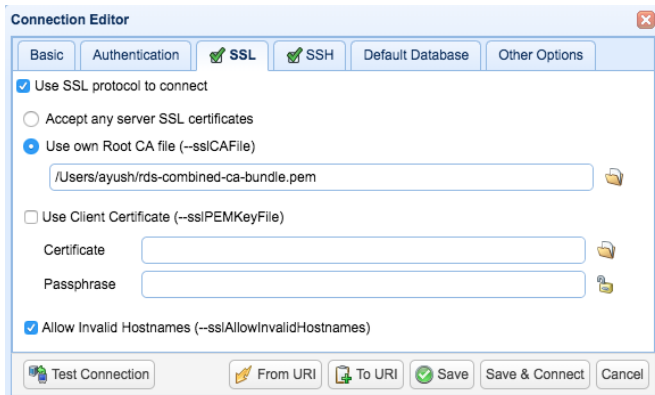 Connection Editor
Basic Authentication SSL SSH Default Database Other Options
Use SSL protocol to connect
Accept any server SSL certificates
Use own Root CA file (--sslCAFile)
/Users/ayush/rds-combined-ca-bundle.pem
Use Client Certificate (--sslPEMKeyFile)
Certificate
Passphrase
Allow Invalid Hostnames (--sslAllowInvalidHostnames)
Test Connection From URI To URI Save Save & Connect Cancel